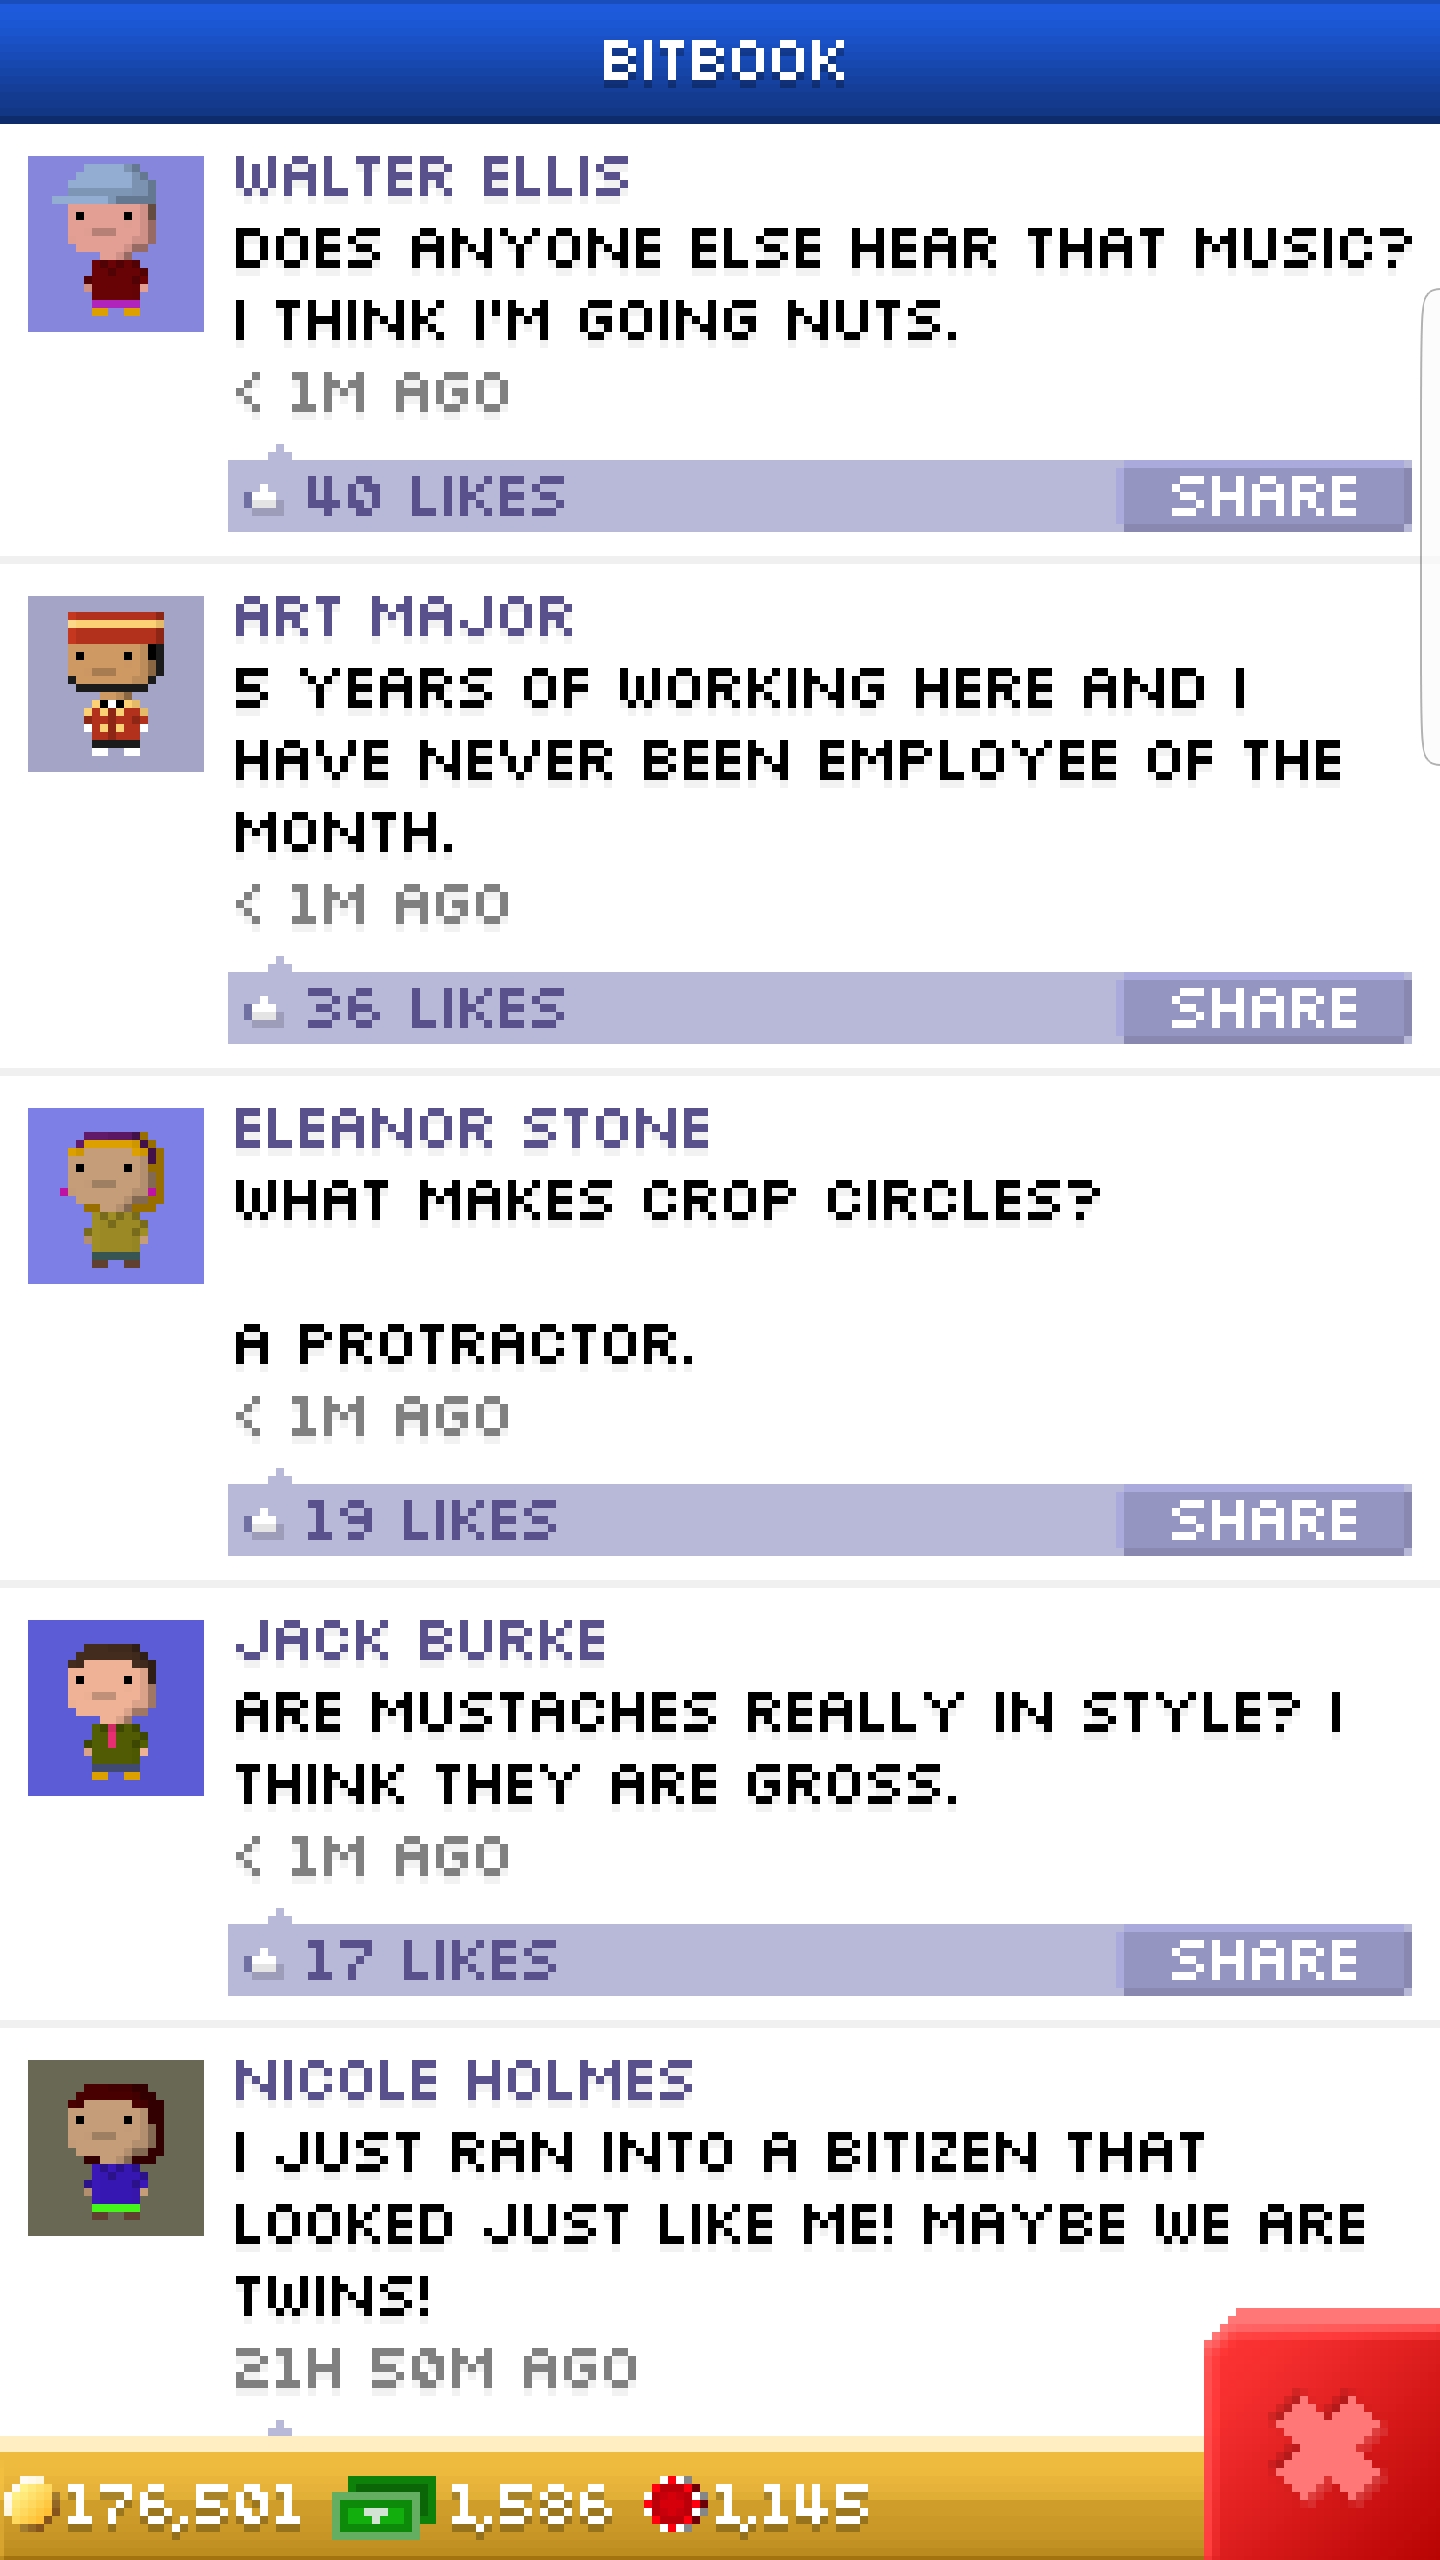 BITBOOK
WALTER ELLIS
DOES ANYONE ELSE HEAR THAT MUSIC?
I THINK I'M GOING NUTS.
< 1M AGO
40 LIKES SHARE
ART MAJOR
5 YEARS OF WORKING HERE AND I
HAVE NEVER BEEN EMPLOYEE OF THE
MONTH.
< 1M AGO
36 LIKES SHARE
ELEANOR STONE
WHAT MAKES CROP CIRCLES?
A PROTRACTOR.
< 1M AGO
19 LIKES SHARE
JACK BURKE
ARE MUSTACHES REALLY IN STYLE? I
THINK THEY ARE GROSS.
< 1M AGO
17 LIKES SHARE
NICOLE HOLMES
I JUST RAN INTO A BITIZEN THAT
LOOKED JUST LIKE ME! MAYBE WE ARE
TWINS!
21H 50M AGO
176,501 1,586 1,145